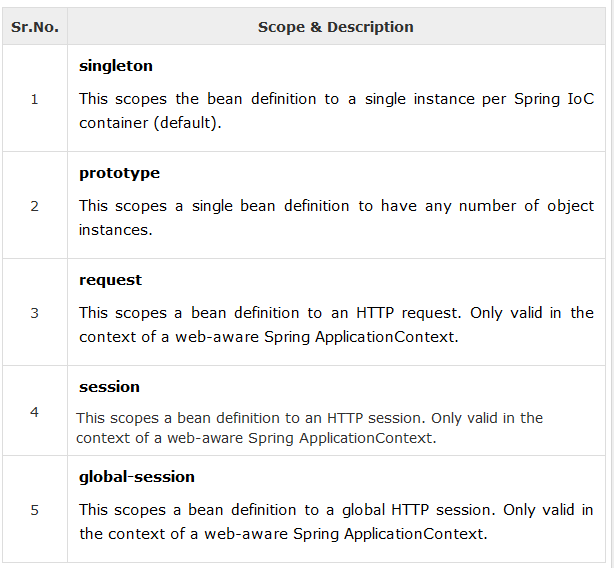 Sr.No. Scope & Description
singleton
1 This scopes the bean definition to a single instance per Spring IoC
container (default).
prototype
2 This scopes a single bean definition to have any number of object
instances.
request
3 This scopes a bean definition to an HTTP request. Only valid in the
context of a web-aware Spring ApplicationContext.
session
4 This scopes a bean definition to an HTTP session. Only valid in the
context of a web-aware Spring ApplicationContext.
global-session
5 This scopes a bean definition to a global HTTP session. Only valid in
the context of a web-aware Spring ApplicationContext.